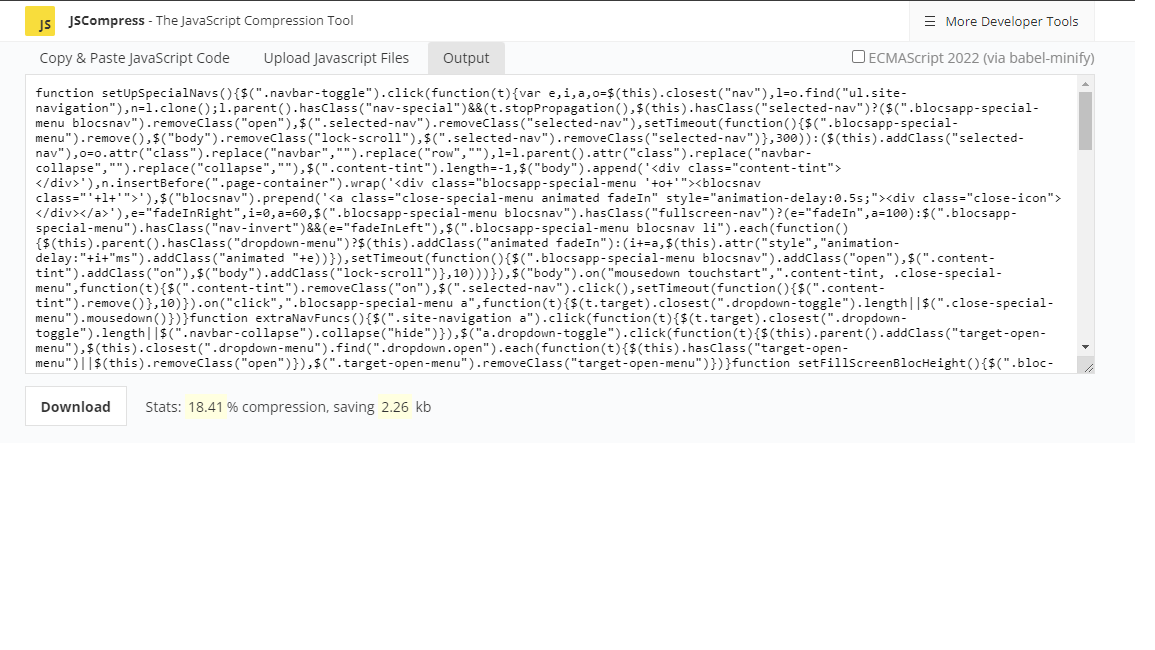 JS JSCompress - The JavaScript Compression Tool ☰ More Developer Tools
Copy & Paste JavaScript Code Upload Javascript Files Output ECMAScript 2022 (via babel-minify)
function setUpSpecialNavs(){$(".navbar-toggle").click(function(t){var e,i,a,o=$(this).closest("nav"),l=o.find("ul.site-
navigation"),n=l.clone();l.parent().hasClass("nav-special")&&(t.stopPropagation(),$(this).hasClass("selected-nav")?($(".blocsapp-special-
menu blocsnav").removeClass("open"),$(".selected-nav").removeClass("selected-nav"),setTimeout(function(){$(".blocsapp-special-
menu").remove(),$("body").removeClass("lock-scroll"),$(".selected-nav").removeClass("selected-nav")},300)):($(this).addClass("selected-
nav"),o=o.attr("class").replace("navbar","").replace("row",""),l=l.parent().attr("class").replace("navbar-
collapse","").replace("collapse",""),$(".content-tint").length=-1,$("body").append('<div class="content-tint">
</div>'),n.insertBefore(".page-container").wrap('<div class="blocsapp-special-menu '+o+'"><blocsnav
class="'+l+'">'),$("blocsnav").prepend('<a class="close-special-menu animated fadeIn" style="animation-delay:0.5s;"><div class="close-icon">
</div></a>'),e="fadeInRight",i=0,a=60,$(".blocsapp-special-menu blocsnav").hasClass("fullscreen-nav")?(e="fadeIn",a=100):$(".blocsapp-
special-menu").hasClass("nav-invert")&&(e="fadeInLeft"),$(".blocsapp-special-menu blocsnav li").each(function()
{$(this).parent().hasClass("dropdown-menu")?$(this).addClass("animated fadeIn"):(i+=a,$(this).attr("style","animation-
delay:"+i+"ms").addClass("animated "+e))}),setTimeout(function(){$(".blocsapp-special-menu blocsnav").addClass("open"),$(".content-
tint").addClass("on"),$("body").addClass("lock-scroll")},10)))}),$("body").on("mousedown touchstart",".content-tint, .close-special-
menu",function(t){$(".content-tint").removeClass("on"),$(".selected-nav").click(),setTimeout(function(){$(".content-
tint").remove()},10)}).on("click",".blocsapp-special-menu a",function(t){$(t.target).closest(".dropdown-toggle").length||$(".close-special-
menu").mousedown()})}function extraNavFuncs(){$(".site-navigation a").click(function(t){$(t.target).closest(".dropdown-
toggle").length||$(".navbar-collapse").collapse("hide")}),$("a.dropdown-toggle").click(function(t){$(this).parent().addClass("target-open-
menu"),$(this).closest(".dropdown-menu").find(".dropdown.open").each(function(t){$(this).hasClass("target-open-
menu")||$(this).removeClass("open")}),$(".target-open-menu").removeClass("target-open-menu")})}function setFillScreenBlocHeight(){$(".bloc-
Download Stats: 18.41 % compression, saving 2.26 kb